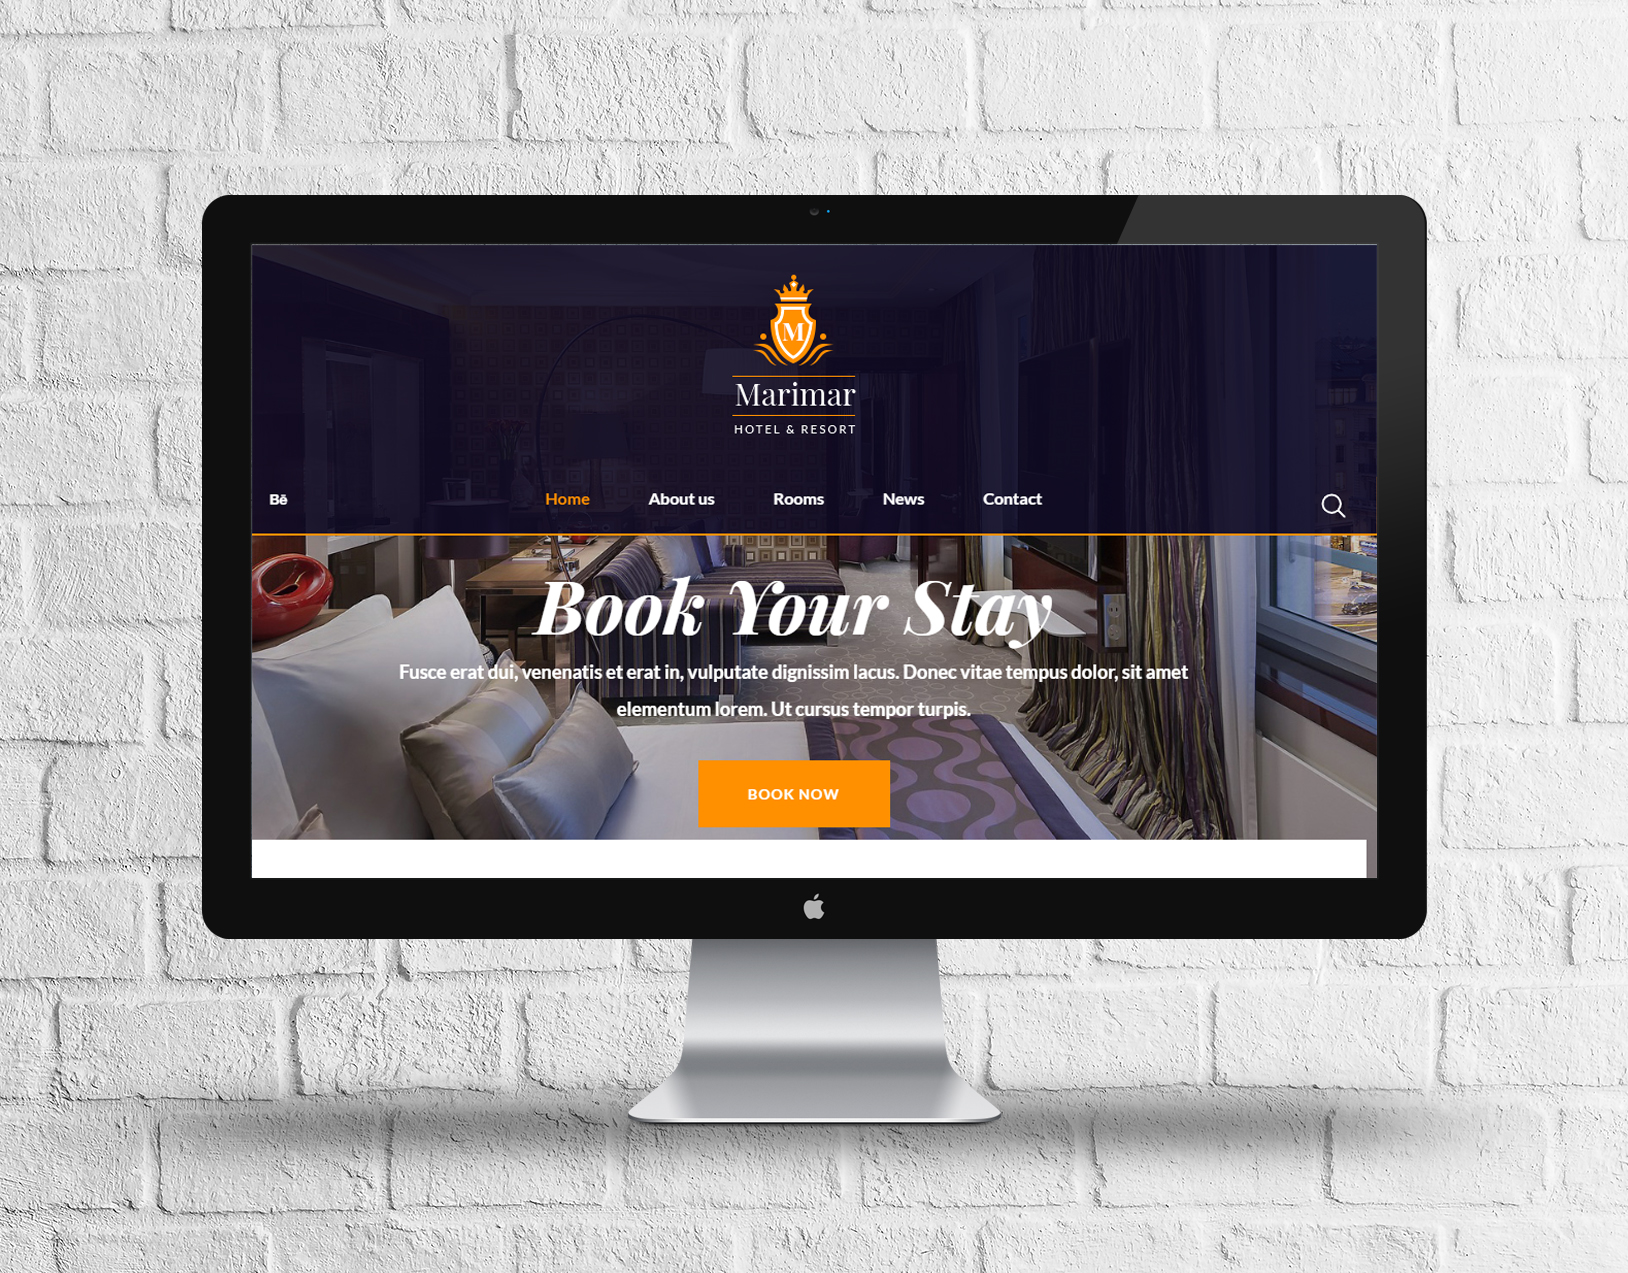 M
Marimar
HOTEL & RESORT
Bē
Home About us Rooms News Contact
Book Your Stay
Fusce erat dui, venenatis et erat in, vulputate dignissim lacus. Donec vitae tempus dolor, sit amet
elementum lorem. Ut cursus tempor turpis.
BOOK NOW